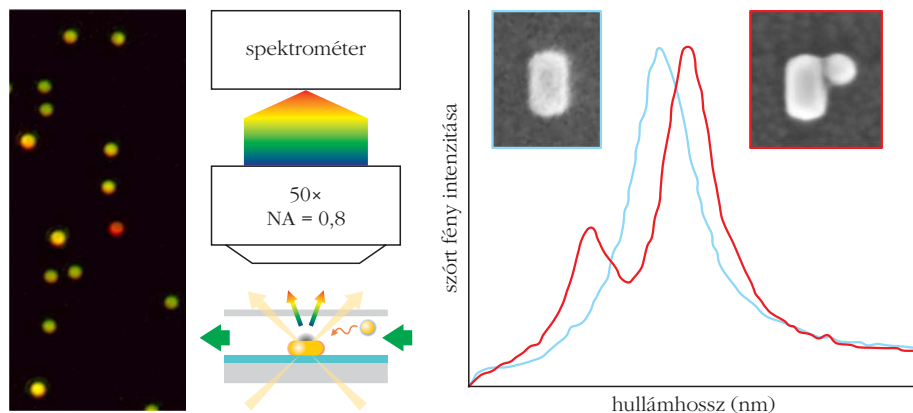 spektrométer
50×
NA = 0,8
szórt fény intenzitása
hullámhossz (nm)